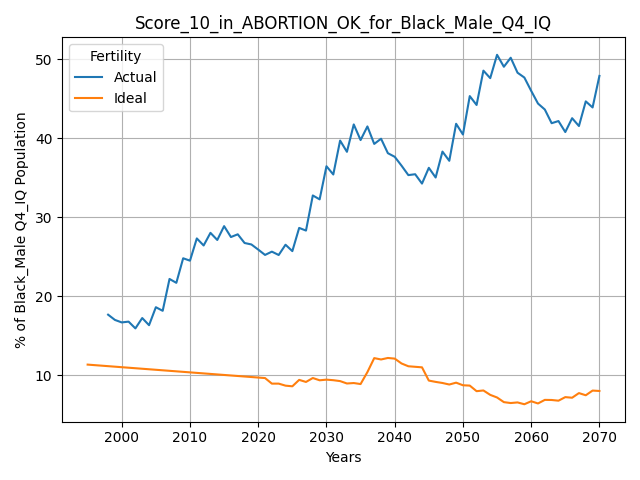 Score_10_in_ABORTION_OK_for_Black_Male_Q4_IQ
Fertility
Actual
Ideal
% of Black_Male Q4_IQ Population
50
40
30
20
10
2000 2010 2020 2030 2040 2050 2060 2070
Years